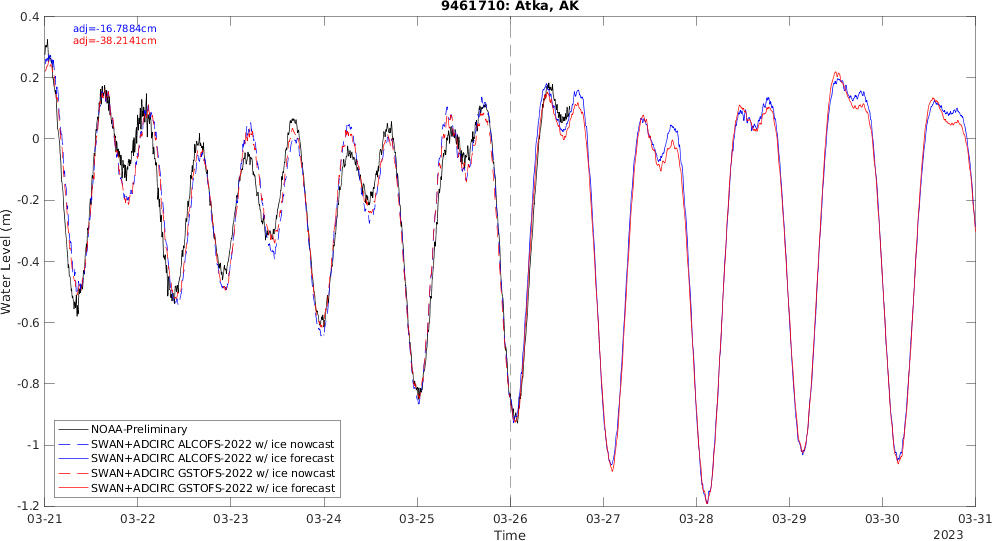 9461710: Atka, AK
adj=-16.7884cm
adj=-38.2141cm
0.4
0.2
0
-0.2
-0.4
-0.6
-0.8
-1
-1.2
Water Level (m)
NOAA-Preliminary
SWAN+ADCIRC ALCOFS-2022 w/ ice nowcast
SWAN+ADCIRC ALCOFS-2022 w/ ice forecast
SWAN+ADCIRC GSTOFS-2022 w/ ice nowcast
SWAN+ADCIRC GSTOFS-2022 w/ ice forecast
03-21 03-22 03-23 03-24 03-25 03-26 03-27 03-28 03-29 03-30 03-31
Time
2023